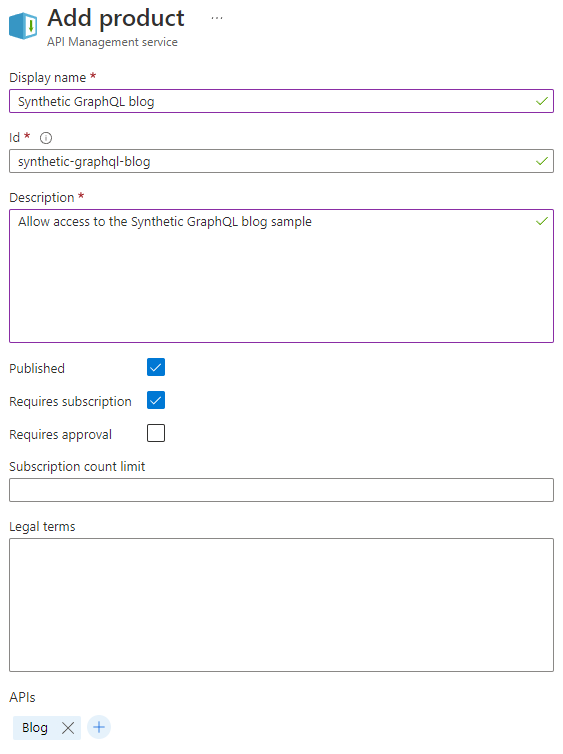 Add product ...
API Management service
Display name *
Synthetic GraphQL blog
Id *
synthetic-graphql-blog
Description *
Allow access to the Synthetic GraphQL blog sample
Published
Requires subscription
Requires approval
Subscription count limit
Legal terms
APIs
Blog